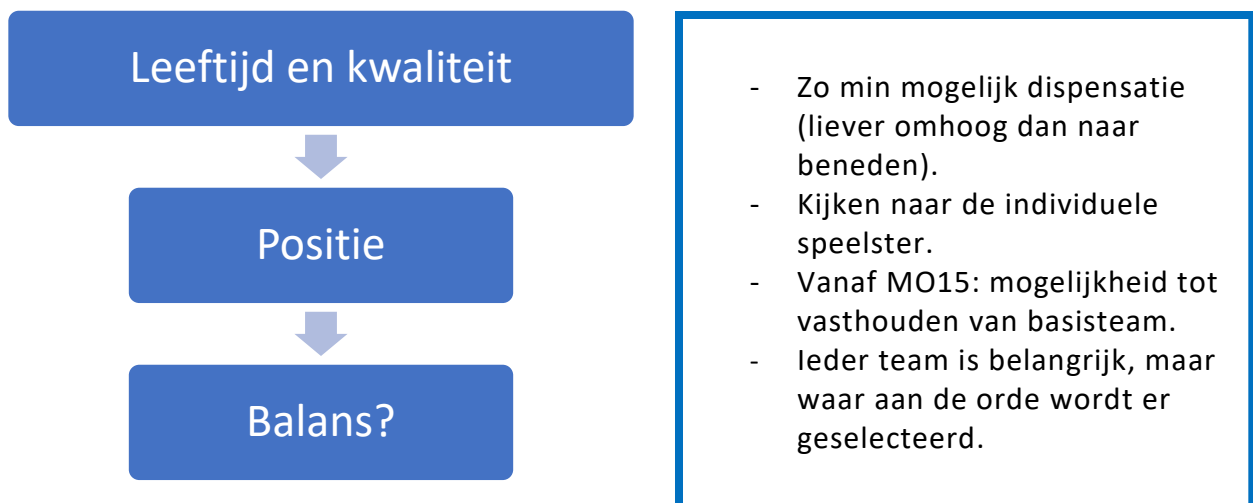 Leeftijd en kwaliteit
Positie
Balans?
- Zo min mogelijk dispensatie
(liever omhoog dan naar
beneden).
- Kijken naar de individuele
speelster.
- Vanaf MO15: mogelijkheid tot
vasthouden van basisteam.
- Ieder team is belangrijk, maar
waar aan de orde wordt er
geselecteerd.